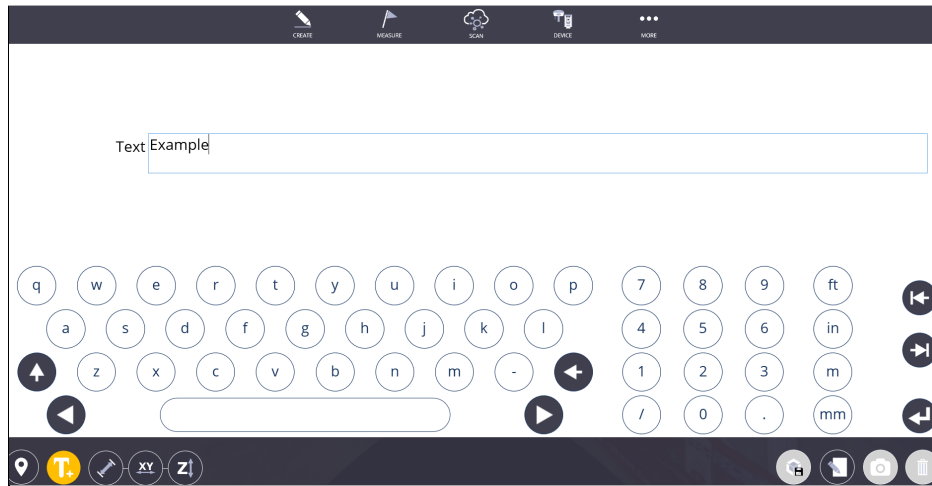 CREATE MEASURE SCAN DEVICE MORE
Text Example
q w e r t y u i o p 7 8 9 ft
a s d f g h j k l 4 5 6 in
z x c v b n m - 1 2 3 m
/ 0 . mm
T+ XY Z